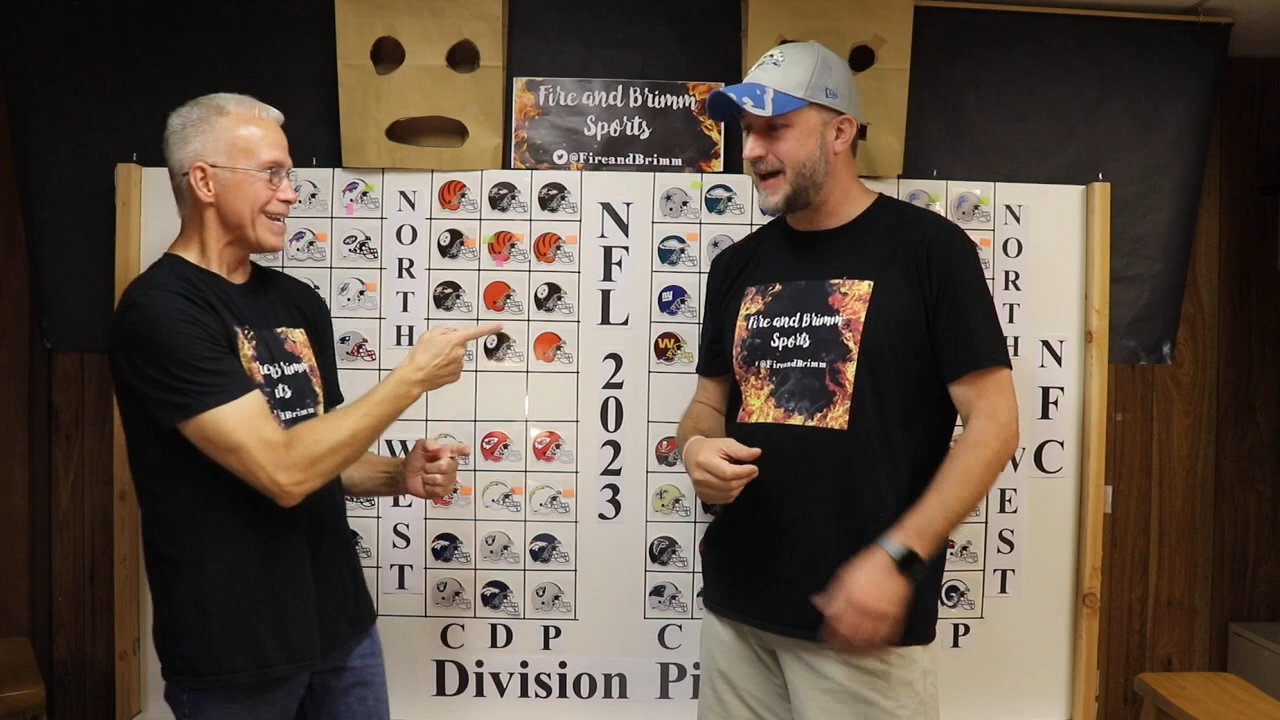 Fire and Brimm
Sports
@FireandBrimm
NORTH
NFL
2023
NORTH
NFC
Fire and Brimm
Sports
@FireandBrimm
WEST
WEST
C D P
C
P
Division Pi